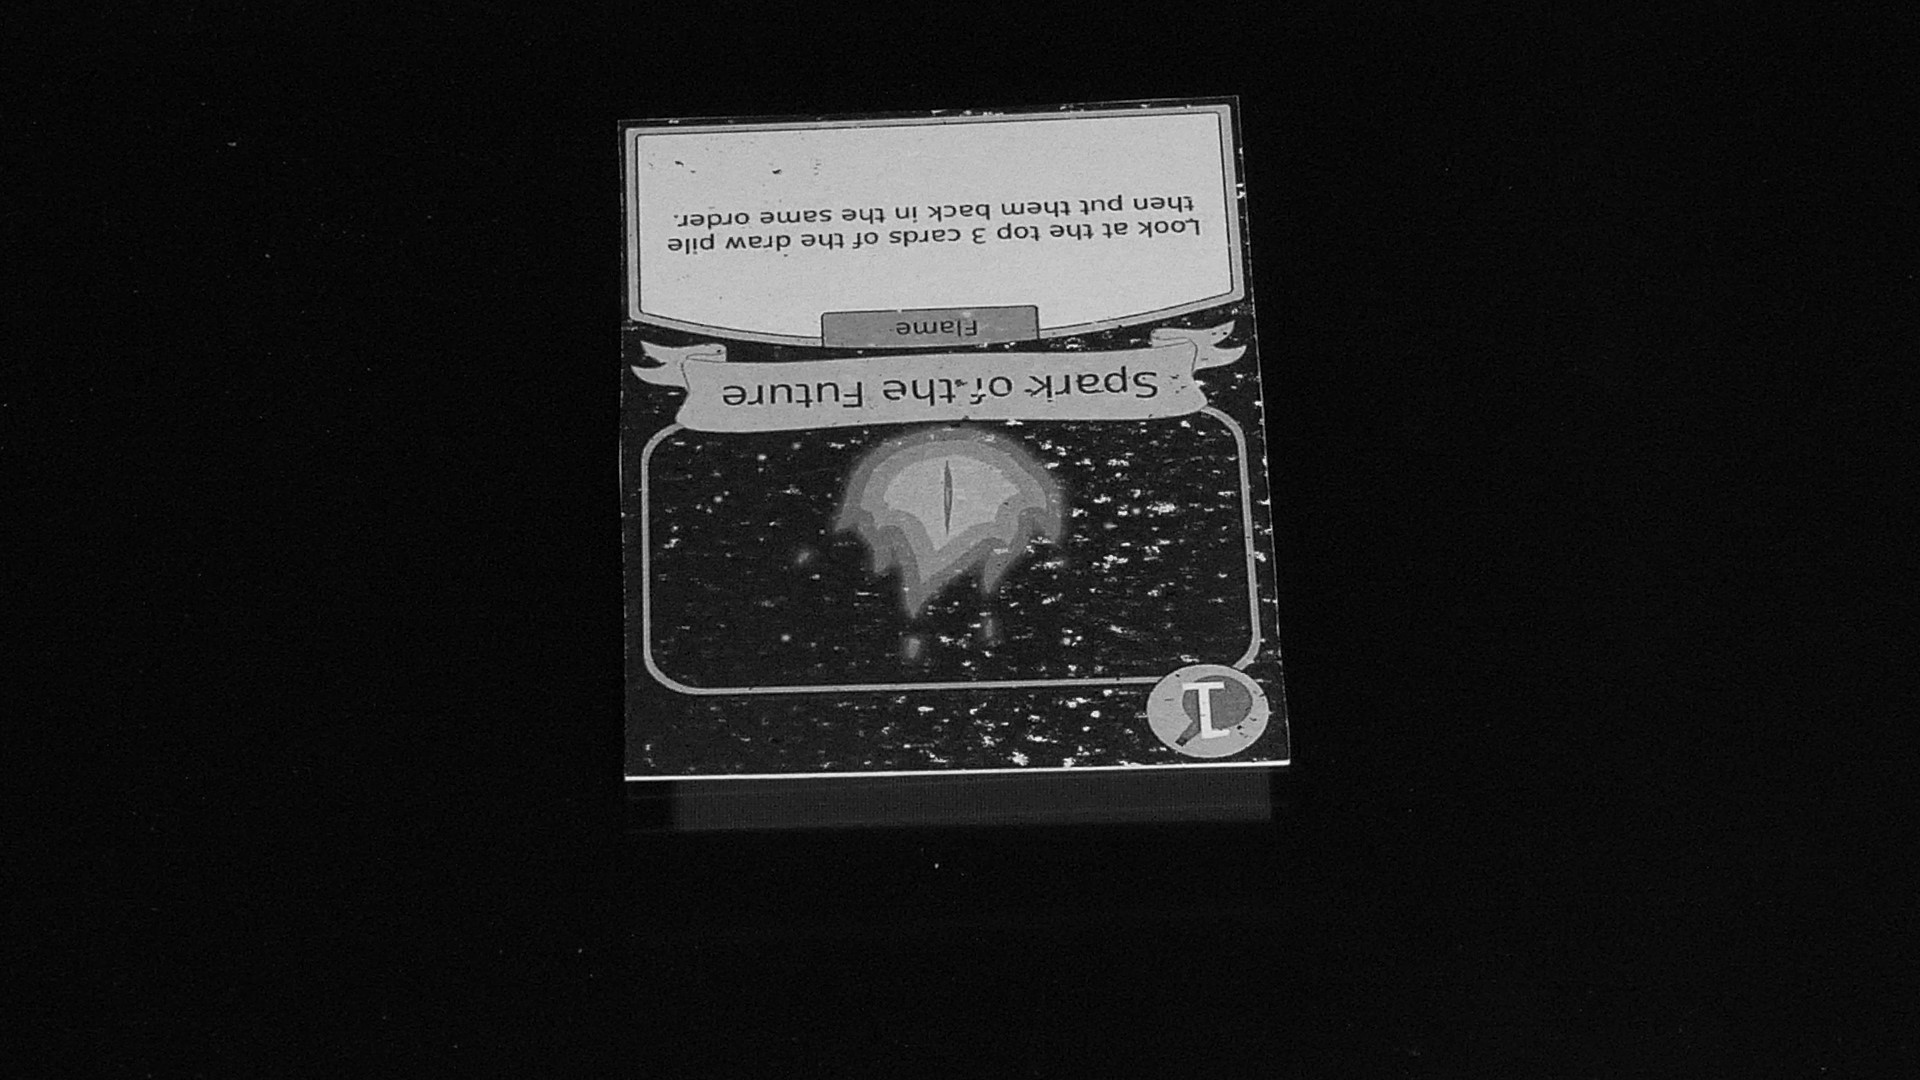 1
Spark of the Future
Flame
Look at the top 3 cards of the draw pile
then put them back in the same order.